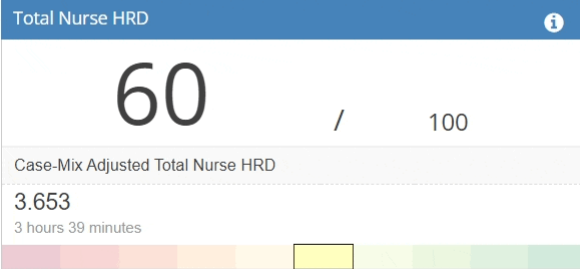 Total Nurse HRD
60 / 100
Case-Mix Adjusted Total Nurse HRD
3.653
3 hours 39 minutes